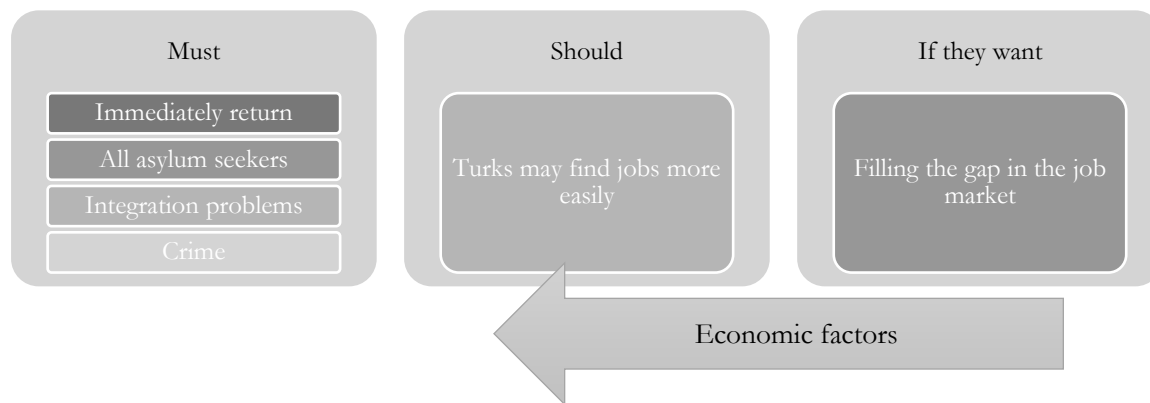 Must
Immediately return
All asylum seekers
Integration problems
Crime
Should
Turks may find jobs more
easily
If they want
Filling the gap in the job
market
Economic factors